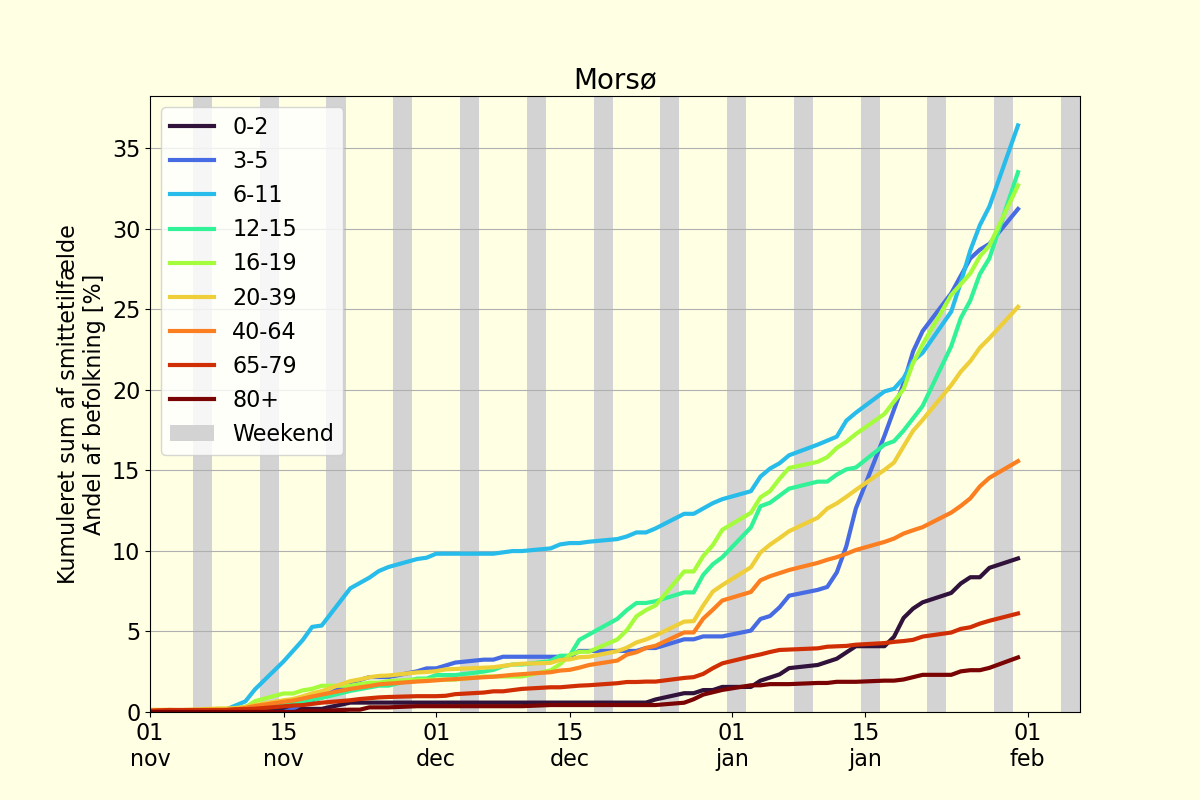 Morsø
Kumuleret sum af smittetilfælde
Andel af befolkning [%]
35
30
25
20
15
10
5
0
0-2
3-5
6-11
12-15
16-19
20-39
40-64
65-79
80+
Weekend
01 15 01 15 01 15 01
nov nov dec dec jan jan feb